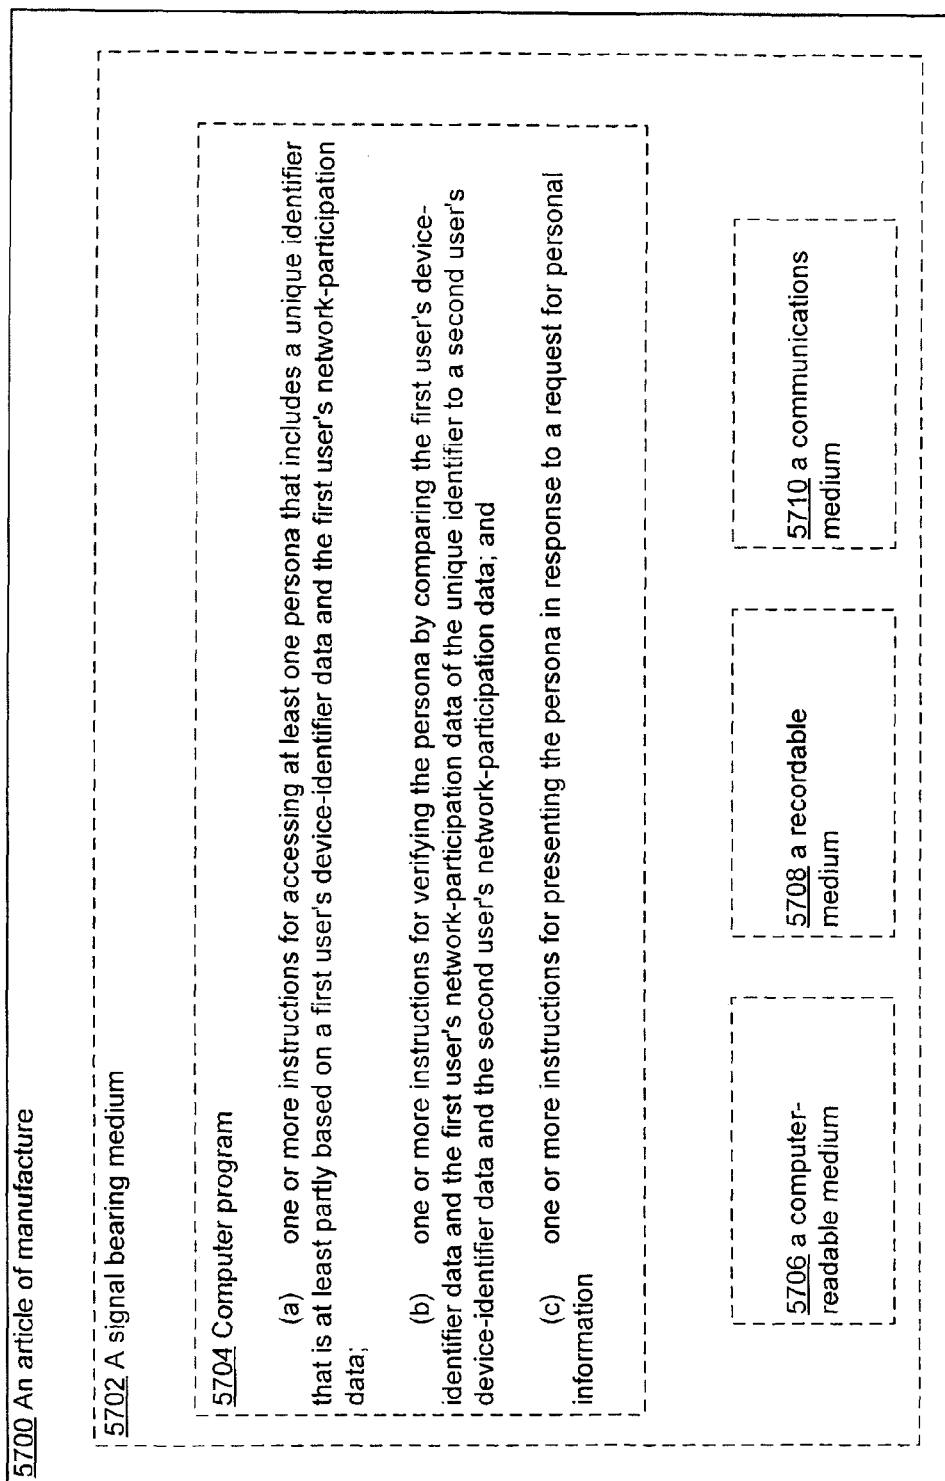 5700 An article of manufacture
5702 A signal bearing medium
5704 Computer program
(a) one or more instructions for accessing at least one persona that includes a unique identifier
that is at least partly based on a first user's device-identifier data and the first user's network-participation
data;
(b) one or more instructions for verifying the persona by comparing the first user's device-
identifier data and the first user's network-participation data of the unique identifier to a second user's
device-identifier data and the second user's network-participation data; and
(c) one or more instructions for presenting the persona in response to a request for personal
information
5706 a computer-
readable medium
5708 a recordable
medium
5710 a communications
medium